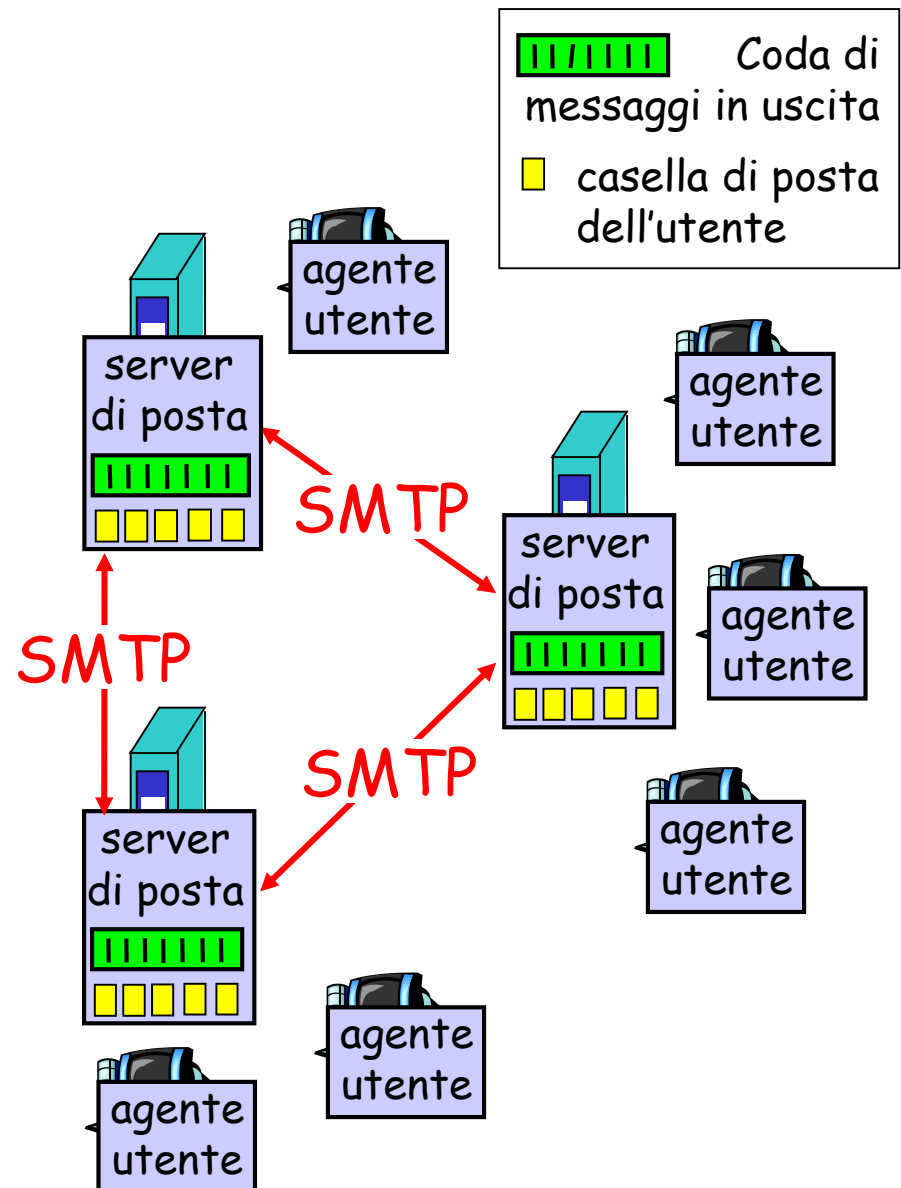 Coda di
messaggi in uscita
casella di posta
dell'utente
agente
utente
server
di posta
agente
utente
SMTP
server
di posta
agente
utente
SMTP
SMTP
server
di posta
agente
utente
agente
utente
agente
utente